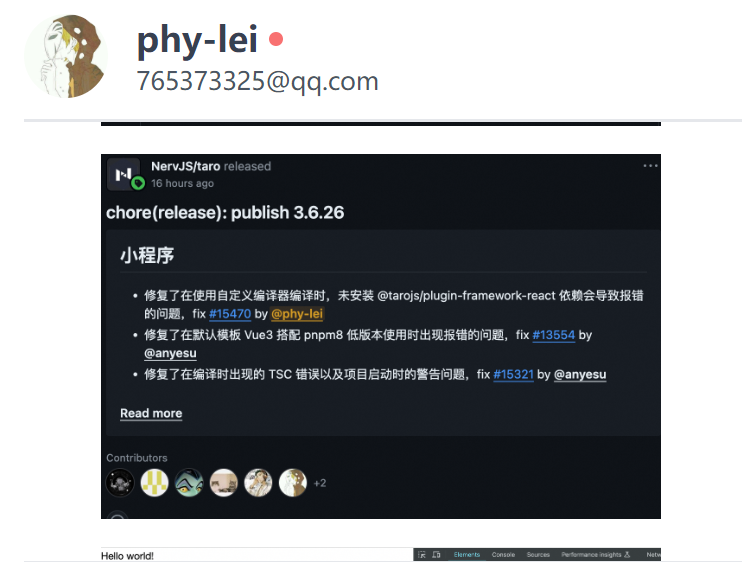 phy-lei
765373325@qq.com
NervJS/taro released
16 hours ago
chore(release): publish 3.6.26
小程序
• 修复了在使用自定义编译器编译时，未安装 @tarojs/plugin-framework-react 依赖会导致报错
的问题，fix #15470 by @phy-lei
• 修复了在默认模板 Vue3 搭配 pnpm8 低版本使用时出现报错的问题，fix #13554 by
@anyesu
• 修复了在编译时出现的 TSC 错误以及项目启动时的警告问题，fix #15321 by @anyesu
Read more
Contributors
+2
Hello world! Elements Console Sources Performance insights Netw